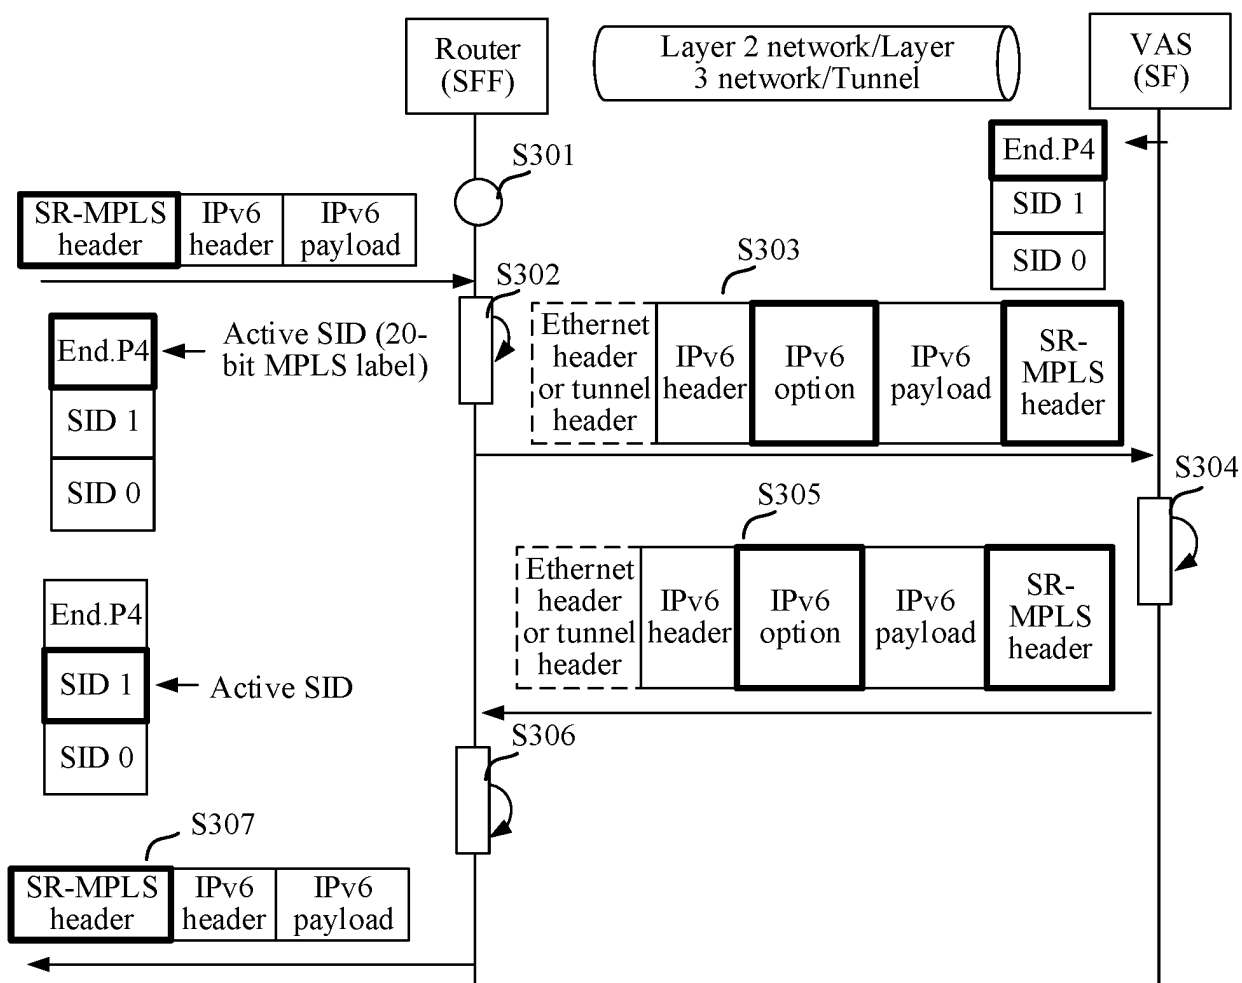 Router
(SFF)
Layer 2 network/Layer
3 network/Tunnel
VAS
(SF)
S301
End.P4
SID 1
SID 0
SR-MPLS
header
IPv6
header
IPv6
payload
S302
S303
Ethernet
header
or tunnel
header
IPv6
header
IPv6
option
IPv6
payload
SR-
MPLS
header
End.P4
SID 1
SID 0
Active SID (20-
bit MPLS label)
S304
S305
Ethernet
header
or tunnel
header
IPv6
header
IPv6
option
IPv6
payload
SR-
MPLS
header
End.P4
SID 1
SID 0
Active SID
S306
S307
SR-MPLS
header
IPv6
header
IPv6
payload